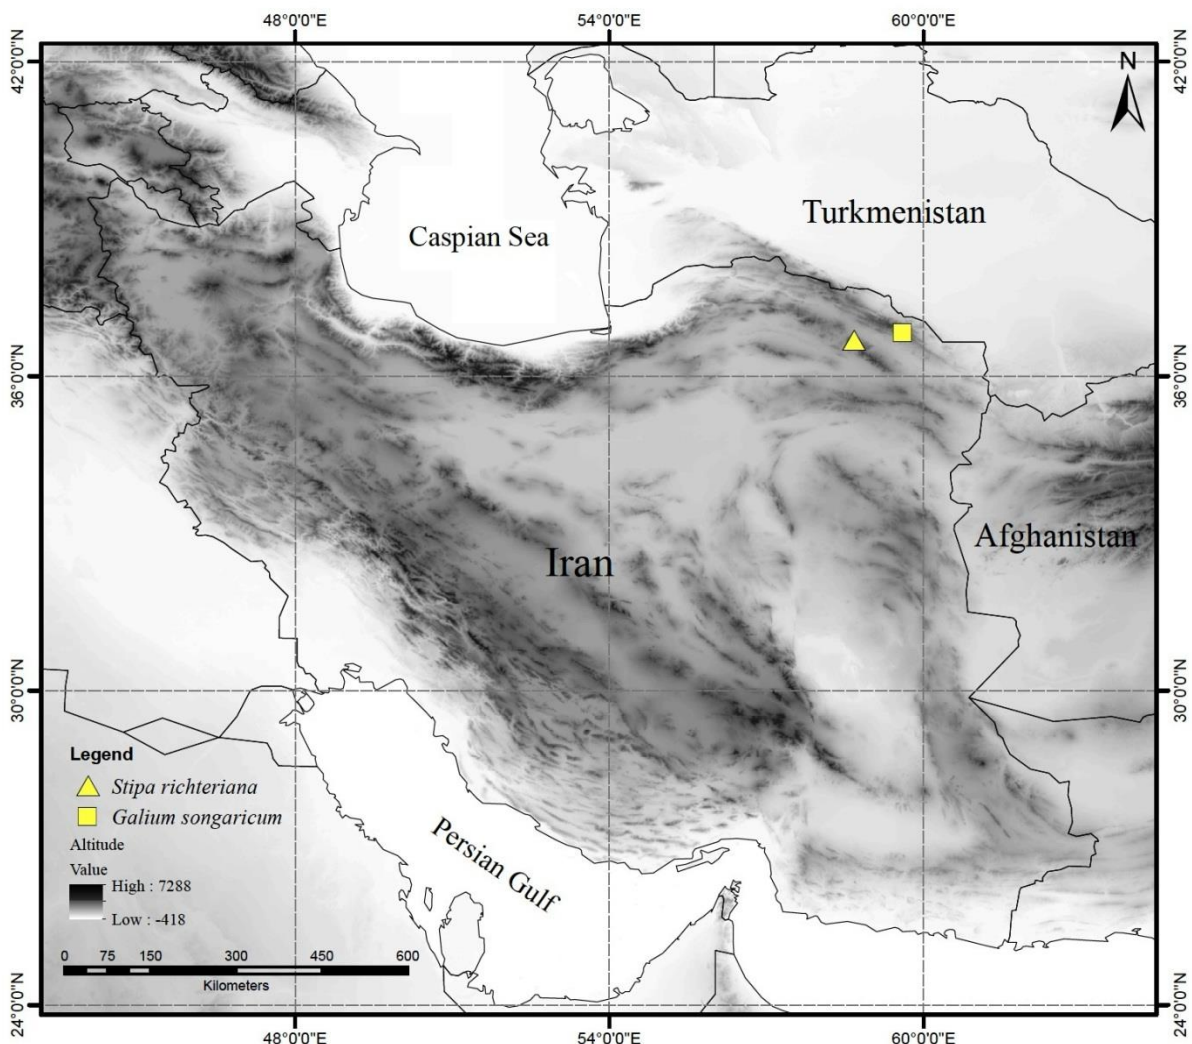 48°0'0"E 54°0'0"E 60°0'0"E
42°0'0"N 42°0'0"N
N
Turkmenistan
Caspian Sea
36°0'0"N 36°0'0"N
Afghanistan
Iran
30°0'0"N 30°0'0"N
Legend
Stipa richteriana
Galium songaricum
Altitude
Value
High : 7288
Low : -418
Persian Gulf
0 75 150 300 450 600
Kilometers
24°0'0"N 24°0'0"N
48°0'0"E 54°0'0"E 60°0'0"E